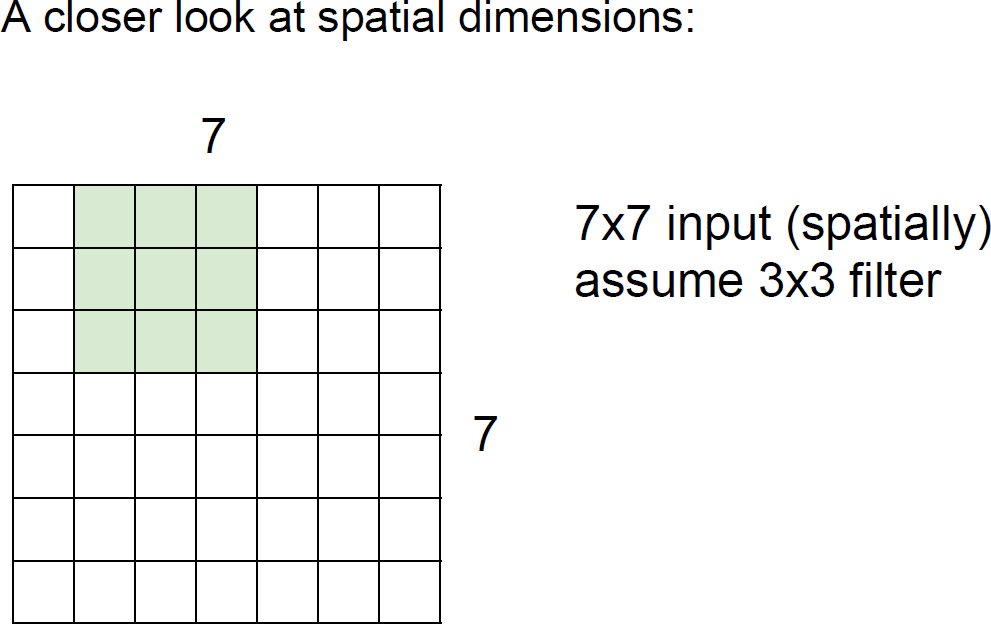 A closer look at spatial dimensions:
7
7x7 input (spatially)
assume 3x3 filter
7